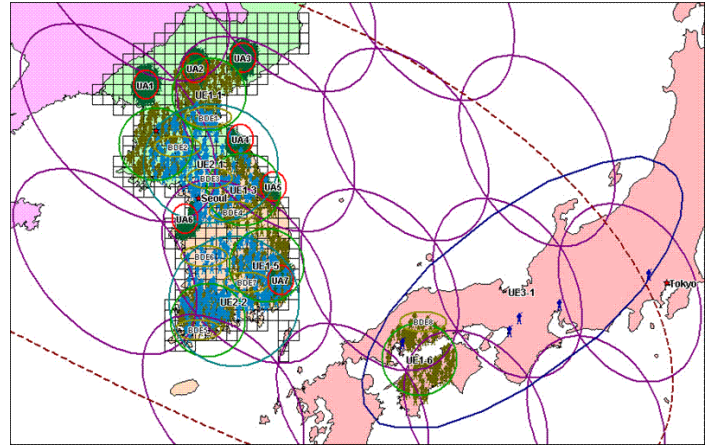 UA1
UA2
UA3
UE1-1
BDE1
UA4
BDE2
UE2-1
BDE3
UE1-3
UA5
Seoul
BDE4
UA6
BDE6
UE1-5
BDE7
UA7
UE2-2
BDE5
UE3-1
Tokyo
BDE8
UE1-6